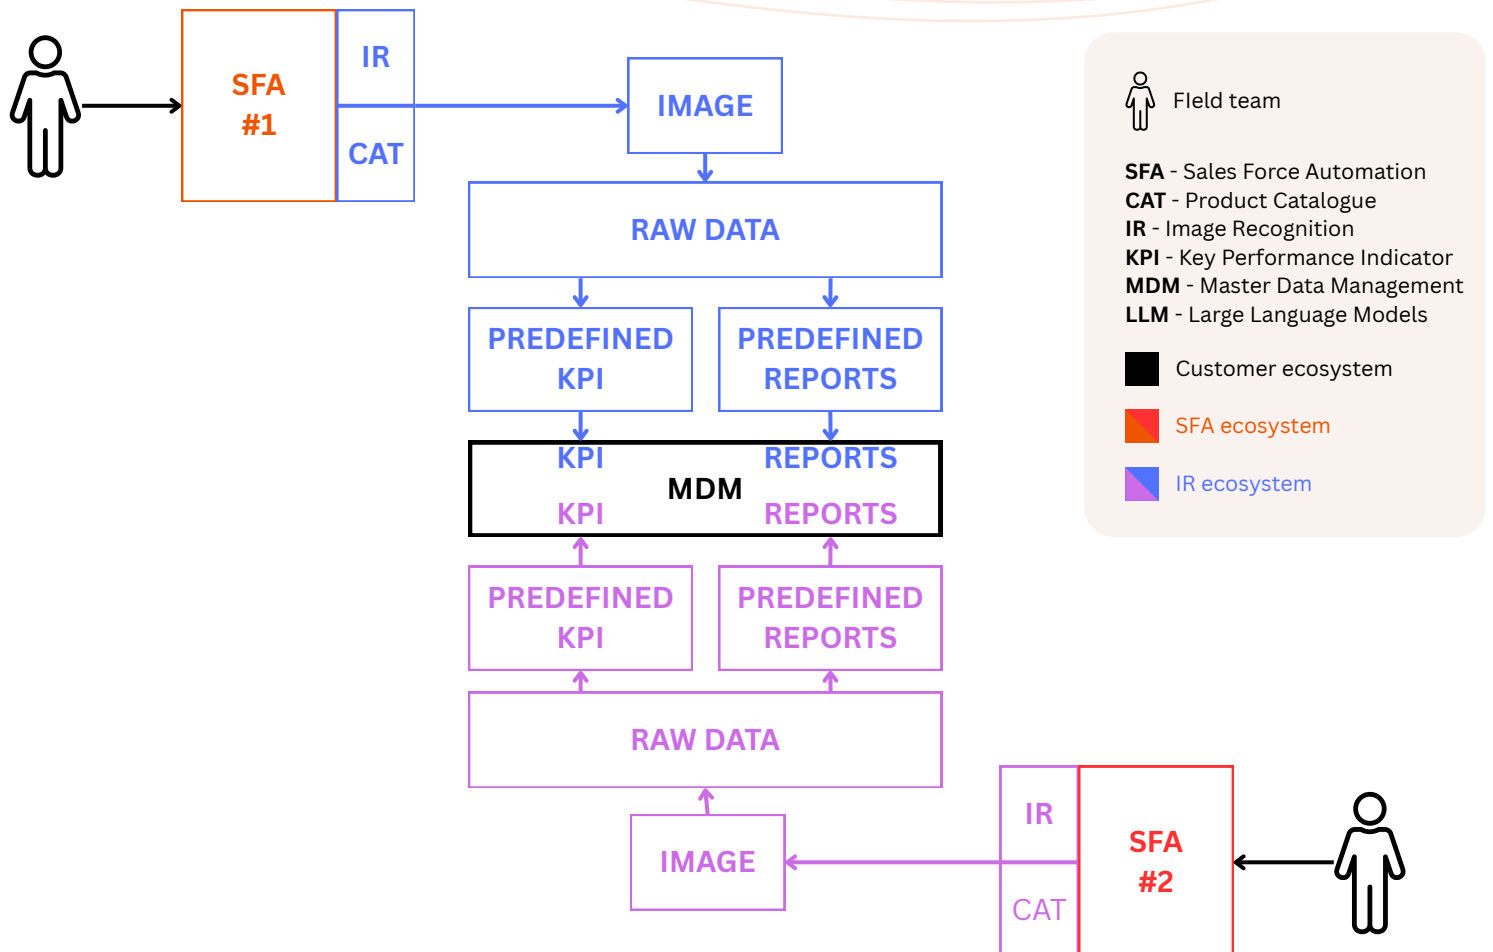 SFA
#1
IR
CAT
IMAGE
RAW DATA
PREDEFINED
KPI
PREDEFINED
REPORTS
KPI
REPORTS
MDM
KPI
REPORTS
PREDEFINED
KPI
PREDEFINED
REPORTS
RAW DATA
IMAGE
IR
CAT
SFA
#2
FIeld team
SFA - Sales Force Automation
CAT - Product Catalogue
IR - Image Recognition
KPI - Key Performance Indicator
MDM - Master Data Management
LLM - Large Language Models
Customer ecosystem
SFA ecosystem
IR ecosystem